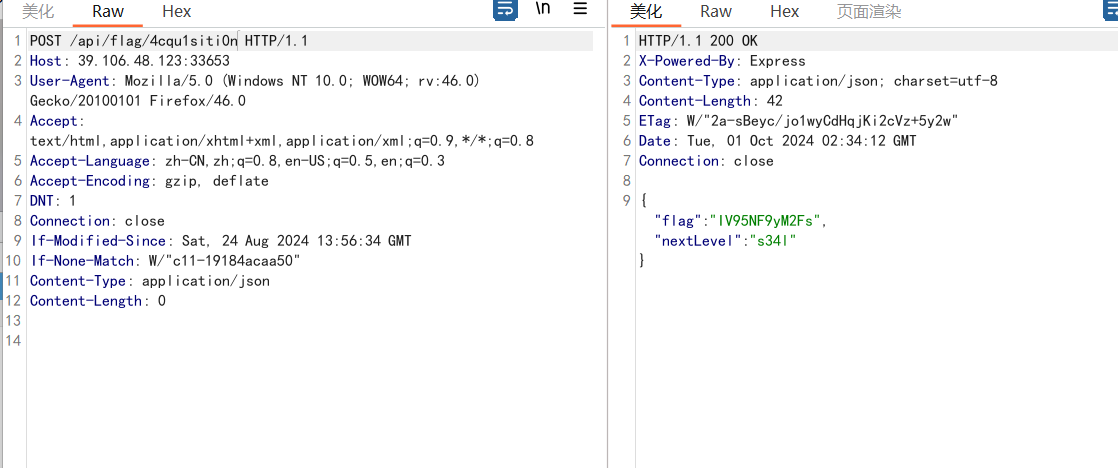 美化 Raw Hex \n ☰
1 POST /api/flag/4cqu1siti0n HTTP/1.1
2 Host: 39.106.48.123:33653
3 User-Agent: Mozilla/5.0 (Windows NT 10.0; WOW64; rv:46.0)
Gecko/20100101 Firefox/46.0
4 Accept:
text/html,application/xhtml+xml,application/xml;q=0.9,*/*;q=0.8
5 Accept-Language: zh-CN,zh;q=0.8,en-US;q=0.5,en;q=0.3
6 Accept-Encoding: gzip, deflate
7 DNT: 1
8 Connection: close
9 If-Modified-Since: Sat, 24 Aug 2024 13:56:34 GMT
10 If-None-Match: W/"c11-19184acaa50"
11 Content-Type: application/json
12 Content-Length: 0
13
14
美化 Raw Hex 页面渲染
1 HTTP/1.1 200 OK
2 X-Powered-By: Express
3 Content-Type: application/json; charset=utf-8
4 Content-Length: 42
5 ETag: W/"2a-sBeyc/jo1wyCdHqjKi2cVz+5y2w"
6 Date: Tue, 01 Oct 2024 02:34:12 GMT
7 Connection: close
8
9 {
"flag":"lV95NF9yM2Fs",
"nextLevel":"s34l"
}